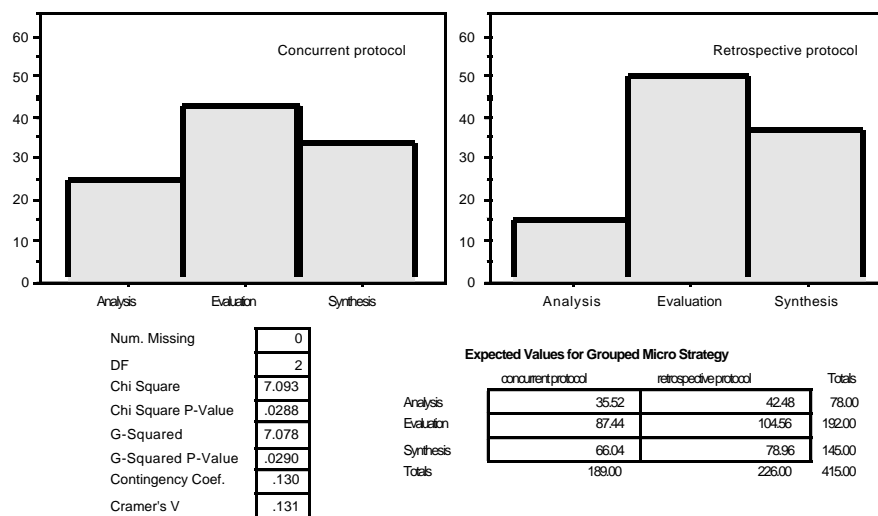 60
50
40
30
20
10
0
Concurrent protocol
Analysis Evaluation Synthesis
60
50
40
30
20
10
0
Retrospective protocol
Analysis Evaluation Synthesis
Num. Missing 0
DF 2
Chi Square 7.093
Chi Square P-Value .0288
G-Squared 7.078
G-Squared P-Value .0290
Contingency Coef. .130
Cramer's V .131
Expected Values for Grouped Micro Strategy
concurrent protocol retrospective protocol Totals
Analysis 35.52 42.48 78.00
Evaluation 87.44 104.56 192.00
Synthesis 66.04 78.96 145.00
Totals 189.00 226.00 415.00